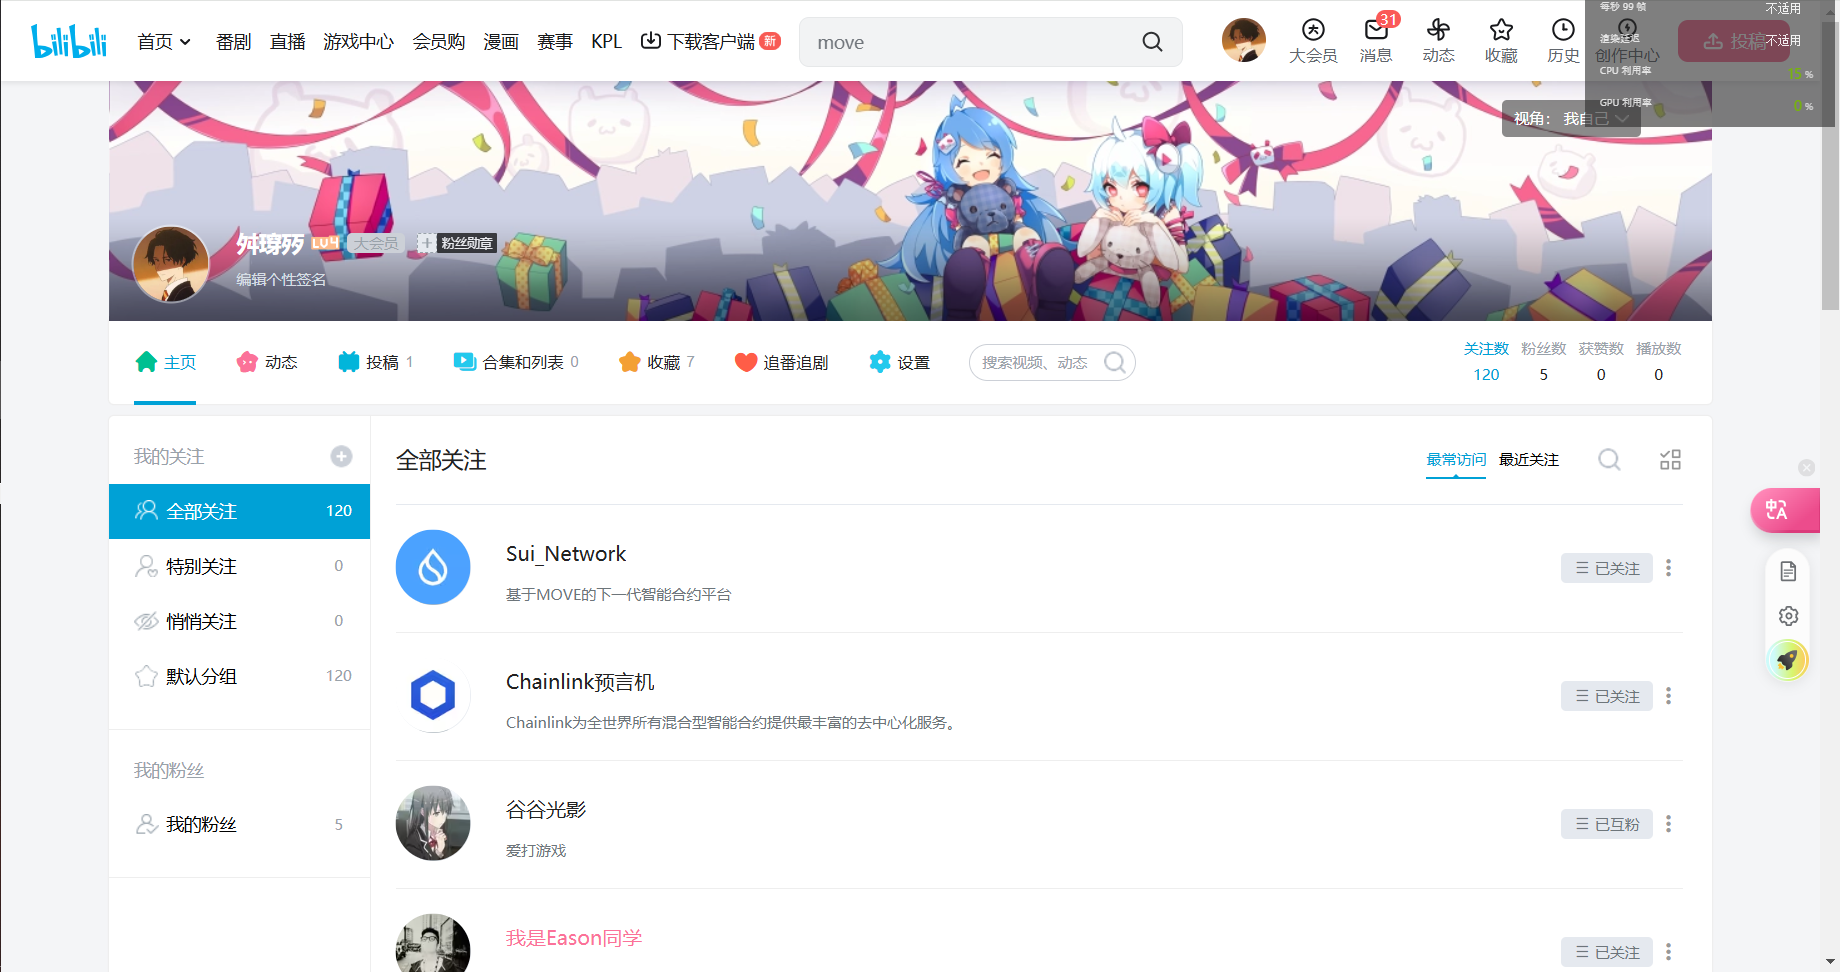 bilibili 首页 番剧 直播 游戏中心 会员购 漫画 赛事 KPL 下载客户端 新 move 大会员 31 消息 动态 收藏 历史 创作中心 投稿
每秒 99 帧 不适用
渲染延迟 不适用
CPU 利用率 15 %
GPU 利用率 0 %
视角： 我自己
LV4 大会员 + 粉丝勋章
编辑个性签名
主页 动态 投稿 1 合集和列表 0 收藏 7 追番追剧 设置 搜索视频、动态
关注数 粉丝数 获赞数 播放数
120 5 0 0
我的关注
全部关注 120
特别关注 0
悄悄关注 0
默认分组 120
我的粉丝
我的粉丝 5
全部关注 最常访问 最近关注
Sui_Network
基于MOVE的下一代智能合约平台
已关注
Chainlink预言机
Chainlink为全世界所有混合型智能合约提供最丰富的去中心化服务。
已关注
谷谷光影
爱打游戏
已互粉
我是Eason同学
已关注
中A